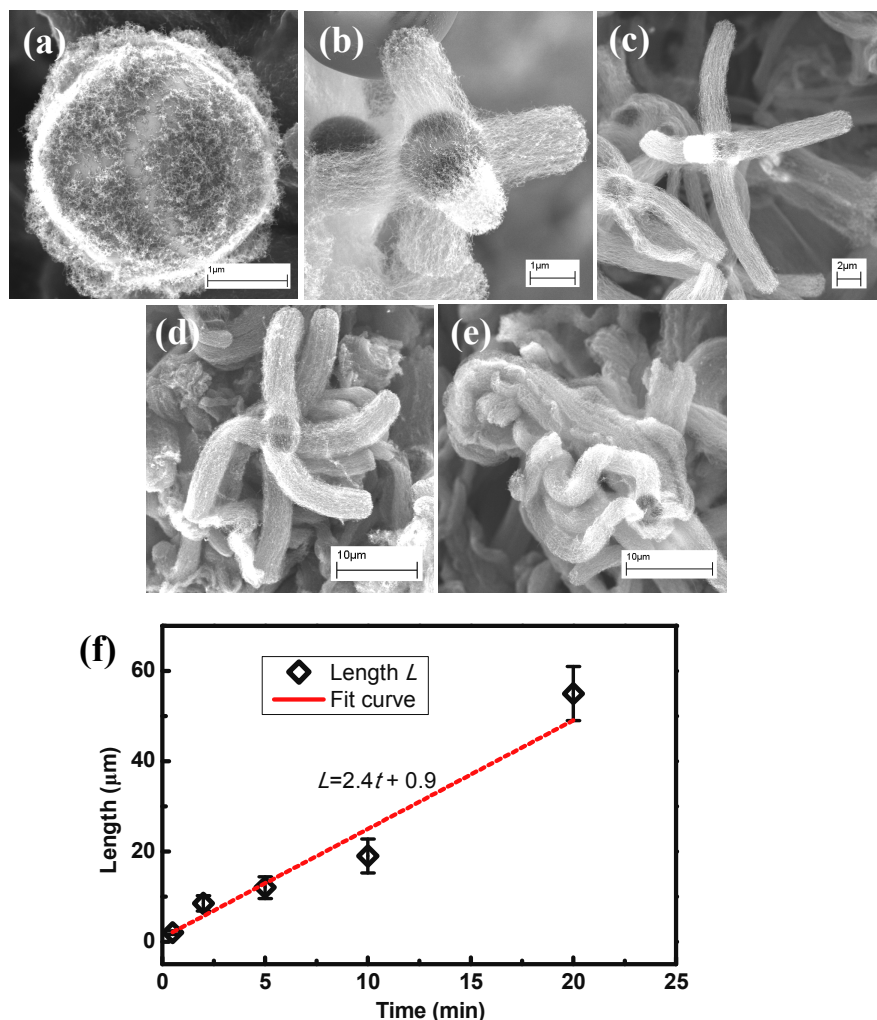 (a)
1µm
(b)
1µm
(c)
2µm
(d)
10µm
(e)
10µm
(f)
Length (µm)
60
40
20
0
Length L
Fit curve
L=2.4t + 0.9
0 5 10 15 20 25
Time (min)